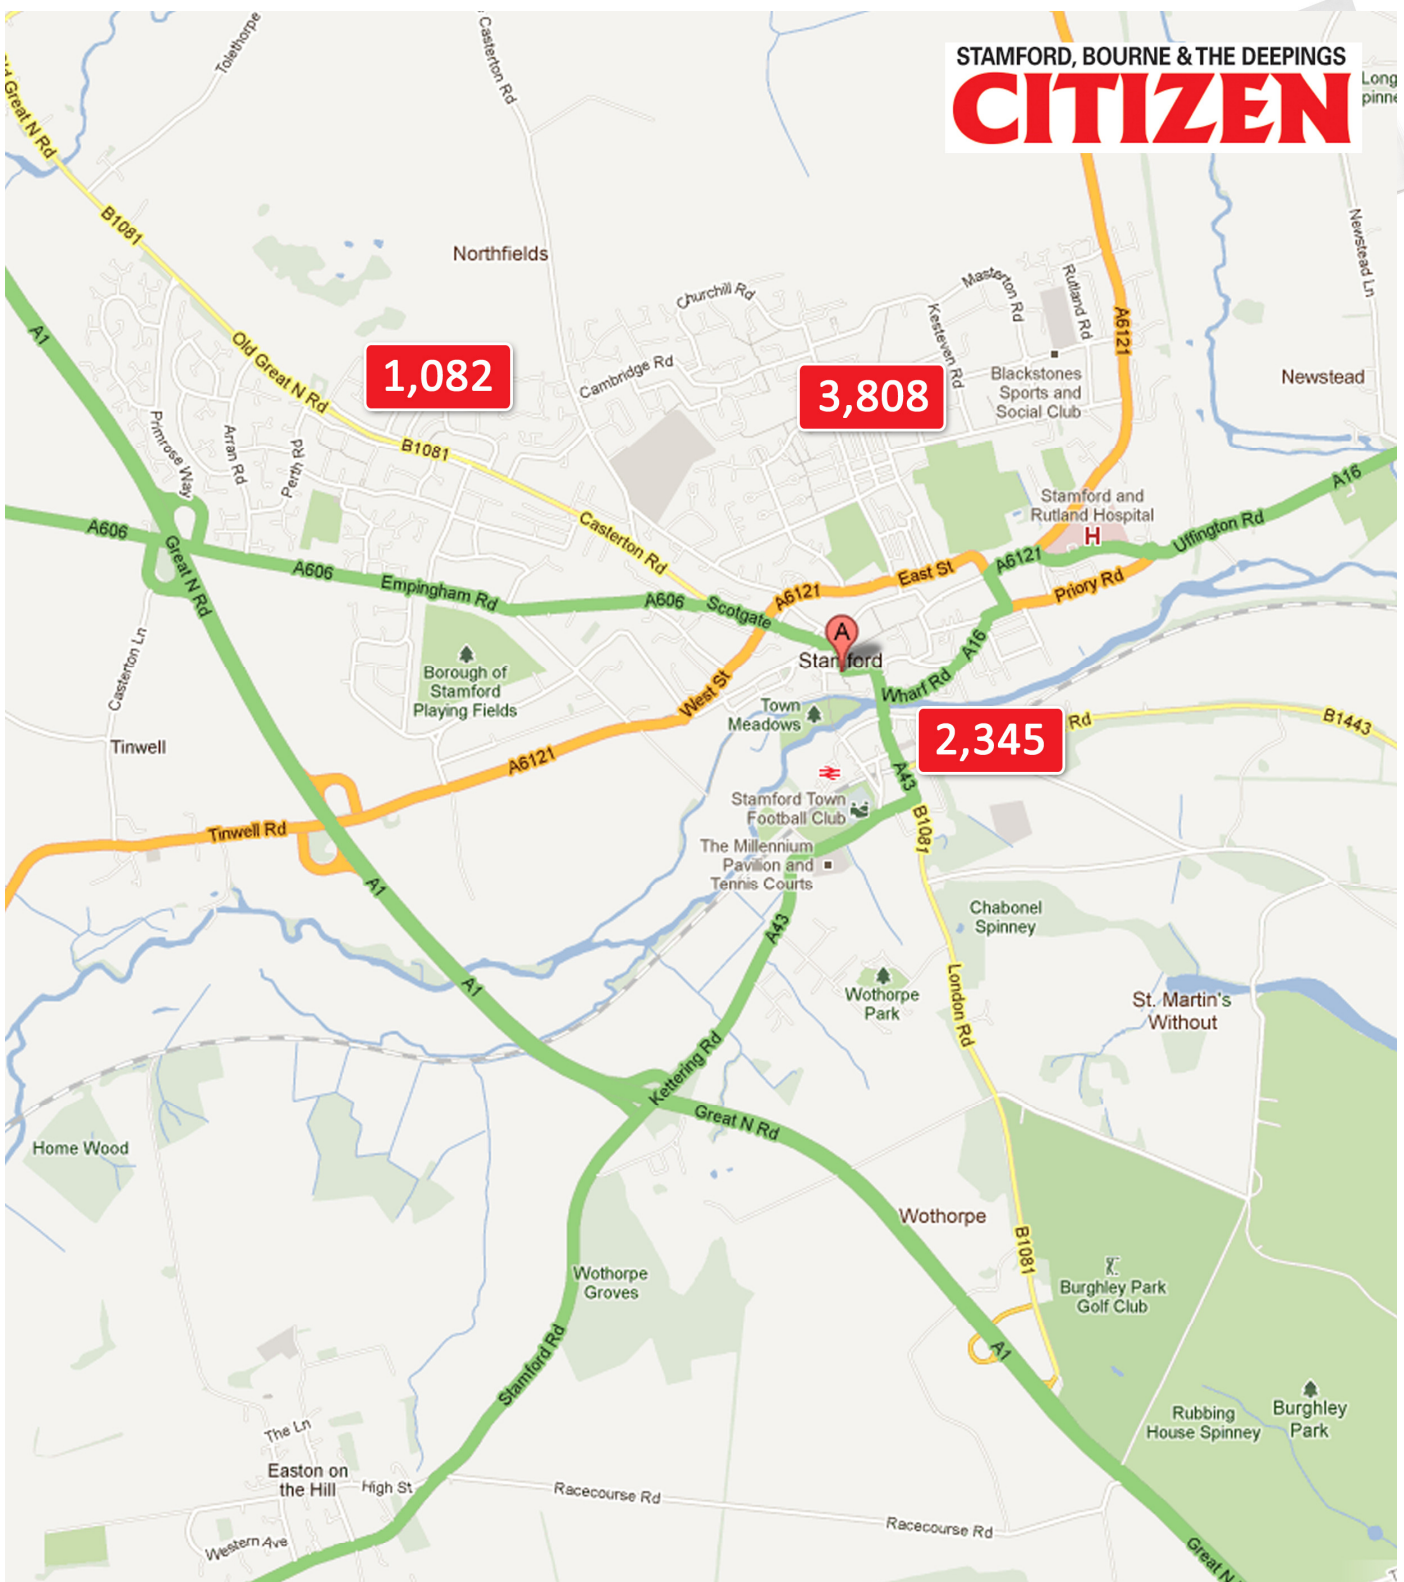 STAMFORD, BOURNE & THE DEEPINGS
CITIZEN
Tolethorpe
Casterton Rd
Long
Old Great N Rd
B1081
Northfields
Newstead Ln
Churchill Rd
Masterton Rd
Rutland Rd
A1
Old Great N Rd
1,082
Cambridge Rd
3,808
Kesteven Rd
A6121
Blackstones
Sports and
Social Club
Newstead
Primrose Way
Arran Rd
Perth Rd
B1081
A16
Stamford and
Rutland Hospital
H
Uffington Rd
A606
Great N Rd
Casterton Rd
A606
Empingham Rd
A606
Scotgate
A6121
East St
A6121
Priory Rd
A
Stamford
A16
Wharf Rd
Casterton Ln
Borough of
Stamford
Playing Fields
West St
Town
Meadows
2,345
Rd
B1443
Tinwell
A6121
A43
Stamford Town
Football Club
B1081
Tinwell Rd
The Millennium
Pavilion and
Tennis Courts
A1
A43
Chabonel
Spinney
A1
Wothorpe
Park
London Rd
St. Martin's
Without
Kettering Rd
Great N Rd
Home Wood
Wothorpe
B1081
Wothorpe
Groves
Burghley Park
Golf Club
Stamford Rd
A1
Rubbing
House Spinney
Burghley
Park
The Ln
Easton on
the Hill
High St
Racecourse Rd
Racecourse Rd
Western Ave
Great N